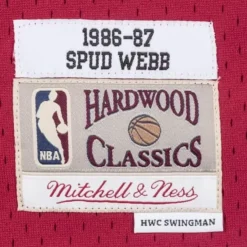 1986-87
SPUD WEBB
NBA
HARDWOOD
CLASSICS
Mitchell & Ness
HWC SWINGMAN